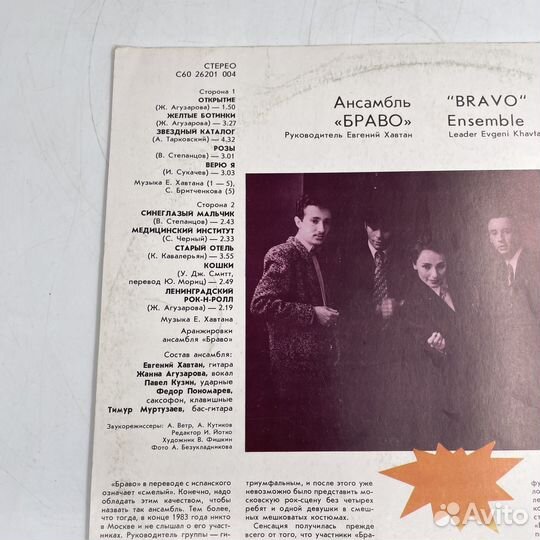 СТЕРЕО
С60 26201 004
Сторона 1
ОТКРЫТИЕ
(Ж. Агузарова) — 1.50
ЖЕЛТЫЕ БОТИНКИ
(Ж. Агузарова) — 3.27
ЗВЕЗДНЫЙ КАТАЛОГ
(А. Тарковский) — 4.32
РОЗЫ
(В. Степанцов) — 3.01
ВЕРЮ Я
(И. Сукачев) — 3.03
Музыка Е. Хавтана (1 — 5),
С. Бритченкова (5)
Сторона 2
СИНЕГЛАЗЫЙ МАЛЬЧИК
(В. Степанцов) — 2.43
МЕДИЦИНСКИЙ ИНСТИТУТ
(С. Черный) — 2.33
СТАРЫЙ ОТЕЛЬ
(К. Кавалерьян) — 3.55
КОШКИ
(У. Дж. Смитт,
перевод Ю. Мориц) — 2.49
ЛЕНИНГРАДСКИЙ
РОК-Н-РОЛЛ
(Ж. Агузарова) — 2.19
Музыка Е. Хавтана
Аранжировки
ансамбля «Браво»
Состав ансамбля:
Евгений Хавтан, гитара
Жанна Агузарова, вокал
Павел Кузин, ударные
Федор Пономарев,
саксофон, клавишные
Тимур Муртузаев, бас-гитара
Звукорежиссеры: А. Ветр, А. Кутиков
Редактор И. Йотко
Художник В. Фишкин
Фото А. Безукладникова
Ансамбль
«БРАВО»
Руководитель Евгений Хавтан
"BRAVO"
Ensemble
Leader Evgeni Khavta
«Браво» в переводе с испанского
означает «смелый». Конечно, надо
обладать этим качеством, чтобы
назвать так ансамбль. Тем более,
что тогда, в конце 1983 года никто
в Москве и не слышал о его участ-
никах. Руководитель группы — ги-
триумфальным, и после этого уже
невозможно было представить мо-
сковскую рок-сцену без четырех
ребят и одной девушки в смеш-
ных мешковатых костюмах.
Сенсация получилась прежде
всего от того, что участники «Бра-
Avito